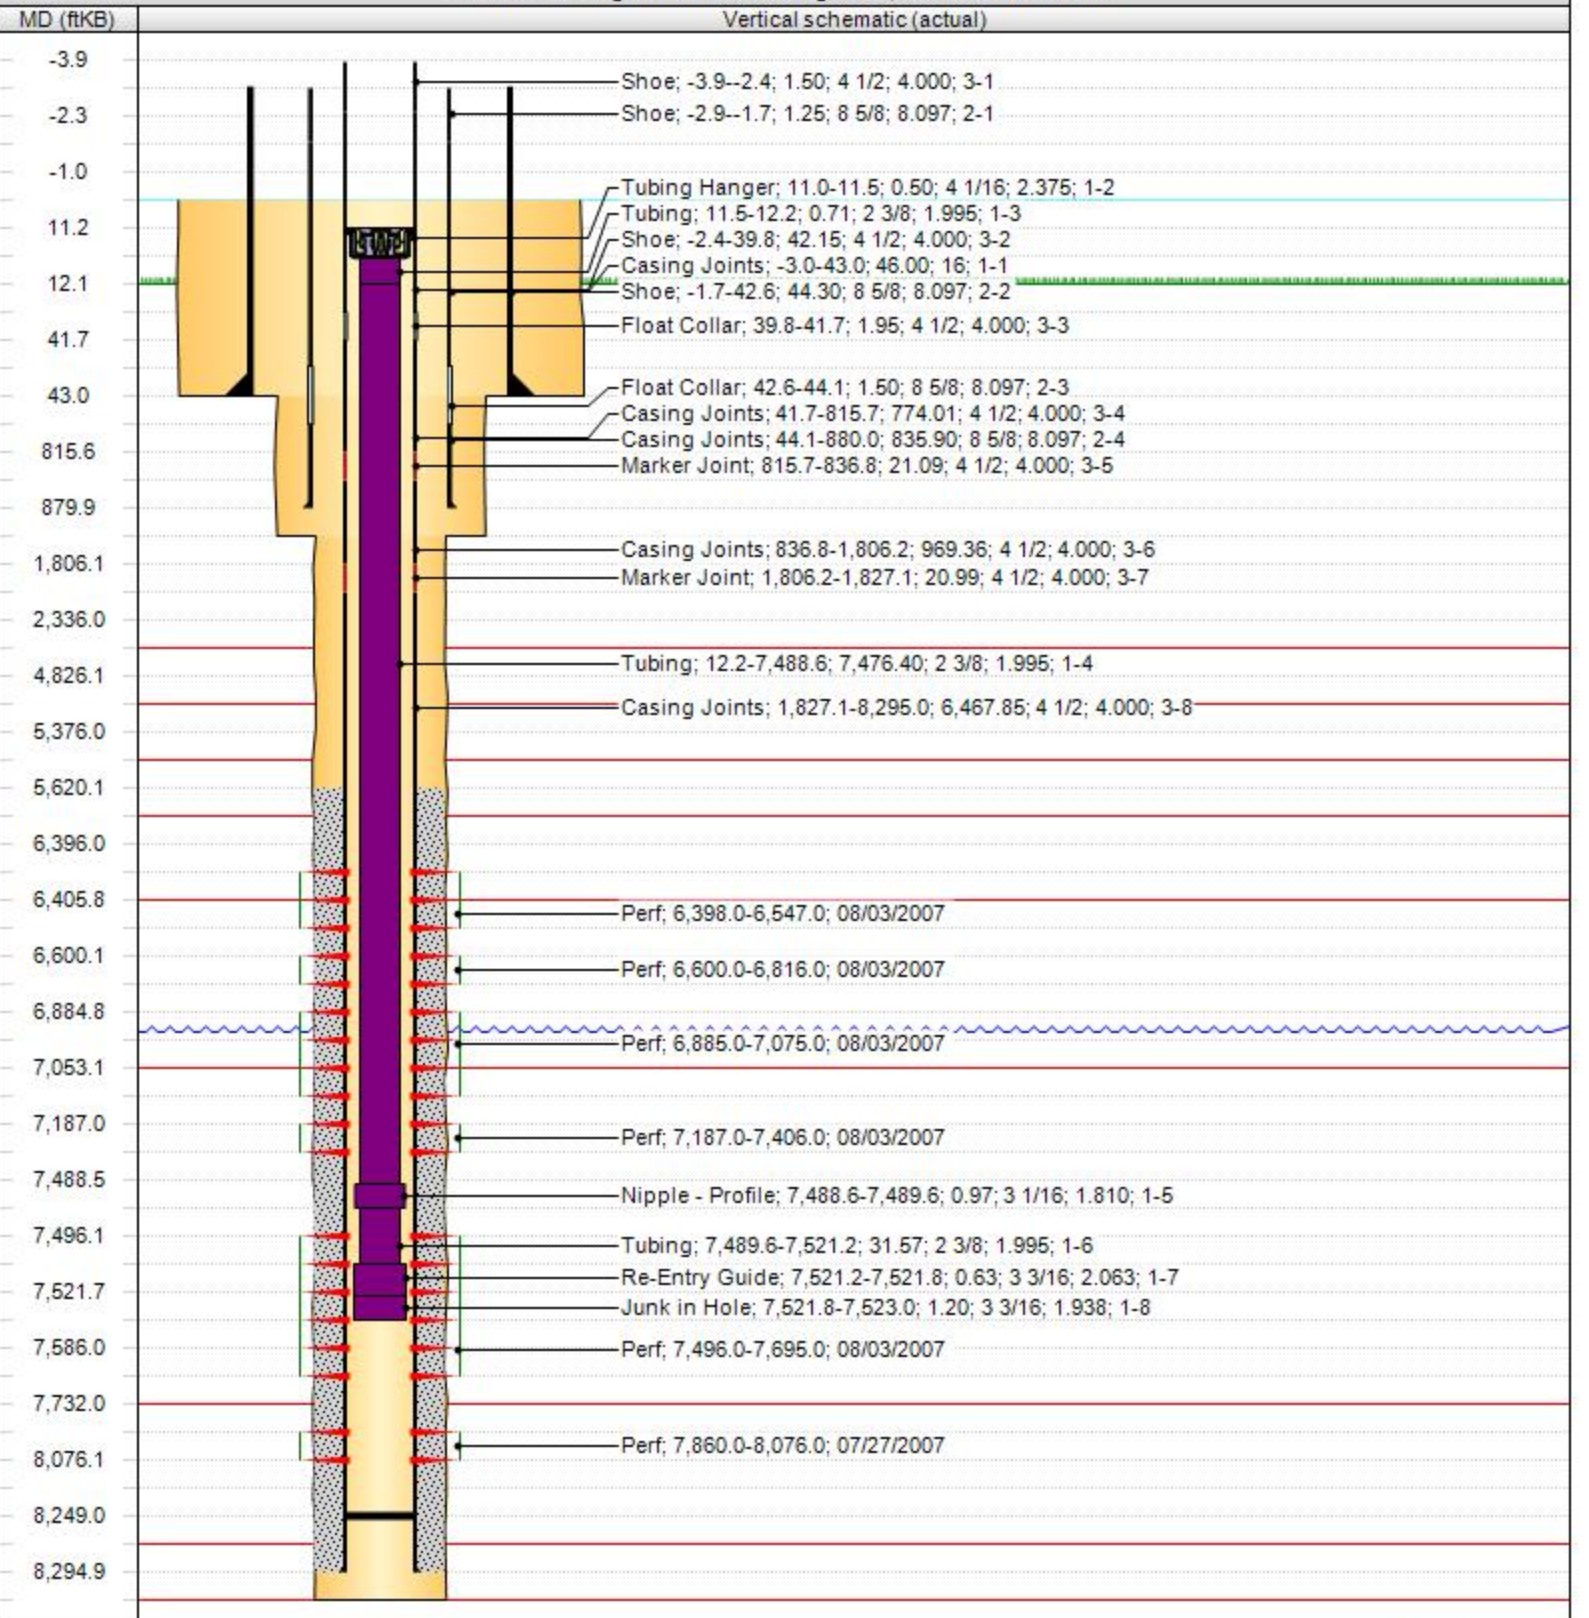 MD (ftKB)
Vertical schematic (actual)
-3.9
Shoe; -3.9--2.4; 1.50; 4 1/2; 4.000; 3-1
-2.3
Shoe; -2.9--1.7; 1.25; 8 5/8; 8.097; 2-1
-1.0
Tubing Hanger; 11.0-11.5; 0.50; 4 1/16; 2.375; 1-2
Tubing; 11.5-12.2; 0.71; 2 3/8; 1.995; 1-3
11.2
Shoe; -2.4-39.8; 42.15; 4 1/2; 4.000; 3-2
Casing Joints; -3.0-43.0; 46.00; 16; 1-1
12.1
Shoe; -1.7-42.6; 44.30; 8 5/8; 8.097; 2-2
Float Collar; 39.8-41.7; 1.95; 4 1/2; 4.000; 3-3
41.7
Float Collar; 42.6-44.1; 1.50; 8 5/8; 8.097; 2-3
43.0
Casing Joints; 41.7-815.7; 774.01; 4 1/2; 4.000; 3-4
Casing Joints; 44.1-880.0; 835.90; 8 5/8; 8.097; 2-4
815.6
Marker Joint; 815.7-836.8; 21.09; 4 1/2; 4.000; 3-5
879.9
Casing Joints; 836.8-1,806.2; 969.36; 4 1/2; 4.000; 3-6
1,806.1
Marker Joint; 1,806.2-1,827.1; 20.99; 4 1/2; 4.000; 3-7
2,336.0
Tubing; 12.2-7,488.6; 7,476.40; 2 3/8; 1.995; 1-4
4,826.1
Casing Joints; 1,827.1-8,295.0; 6,467.85; 4 1/2; 4.000; 3-8
5,376.0
5,620.1
6,396.0
6,405.8
Perf; 6,398.0-6,547.0; 08/03/2007
6,600.1
Perf; 6,600.0-6,816.0; 08/03/2007
6,884.8
Perf; 6,885.0-7,075.0; 08/03/2007
7,053.1
7,187.0
Perf; 7,187.0-7,406.0; 08/03/2007
7,488.5
Nipple - Profile; 7,488.6-7,489.6; 0.97; 3 1/16; 1.810; 1-5
7,496.1
Tubing; 7,489.6-7,521.2; 31.57; 2 3/8; 1.995; 1-6
Re-Entry Guide; 7,521.2-7,521.8; 0.63; 3 3/16; 2.063; 1-7
7,521.7
Junk in Hole; 7,521.8-7,523.0; 1.20; 3 3/16; 1.938; 1-8
7,586.0
Perf; 7,496.0-7,695.0; 08/03/2007
7,732.0
Perf; 7,860.0-8,076.0; 07/27/2007
8,076.1
8,249.0
8,294.9